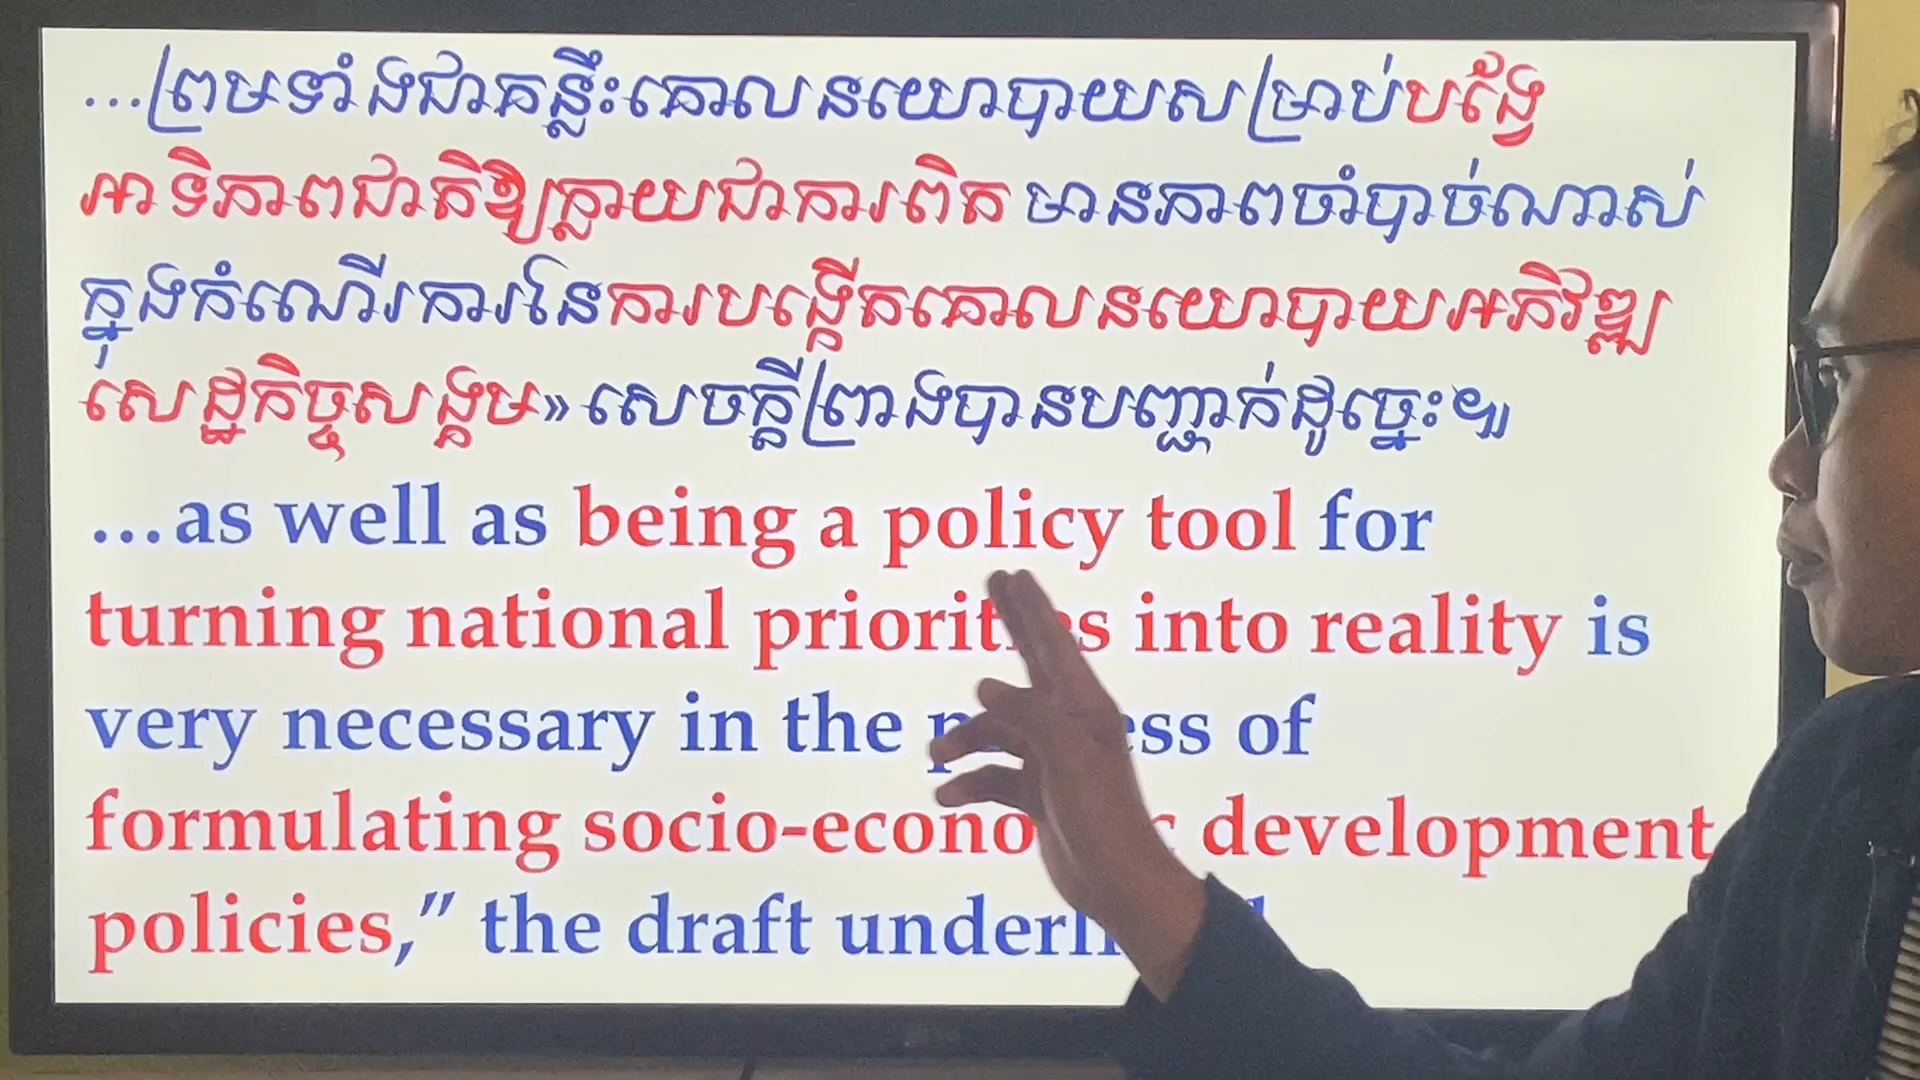 ...ព្រមទាំងជាគន្លឹះគោលនយោបាយសម្រាប់បង្វែ
អាទិភាពជាតិឱ្យក្លាយជាការពិត មានភាពចាំបាច់ណាស់
ក្នុងកំណើរការនៃការបង្កើតគោលនយោបាយអភិវឌ្ឍ
សេដ្ឋកិច្ចសង្គម» សេចក្តីព្រាងបានបញ្ជាក់ដូច្នេះ៕
...as well as being a policy tool for
turning national priorities into reality is
very necessary in the process of
formulating socio-economic development
policies,” the draft